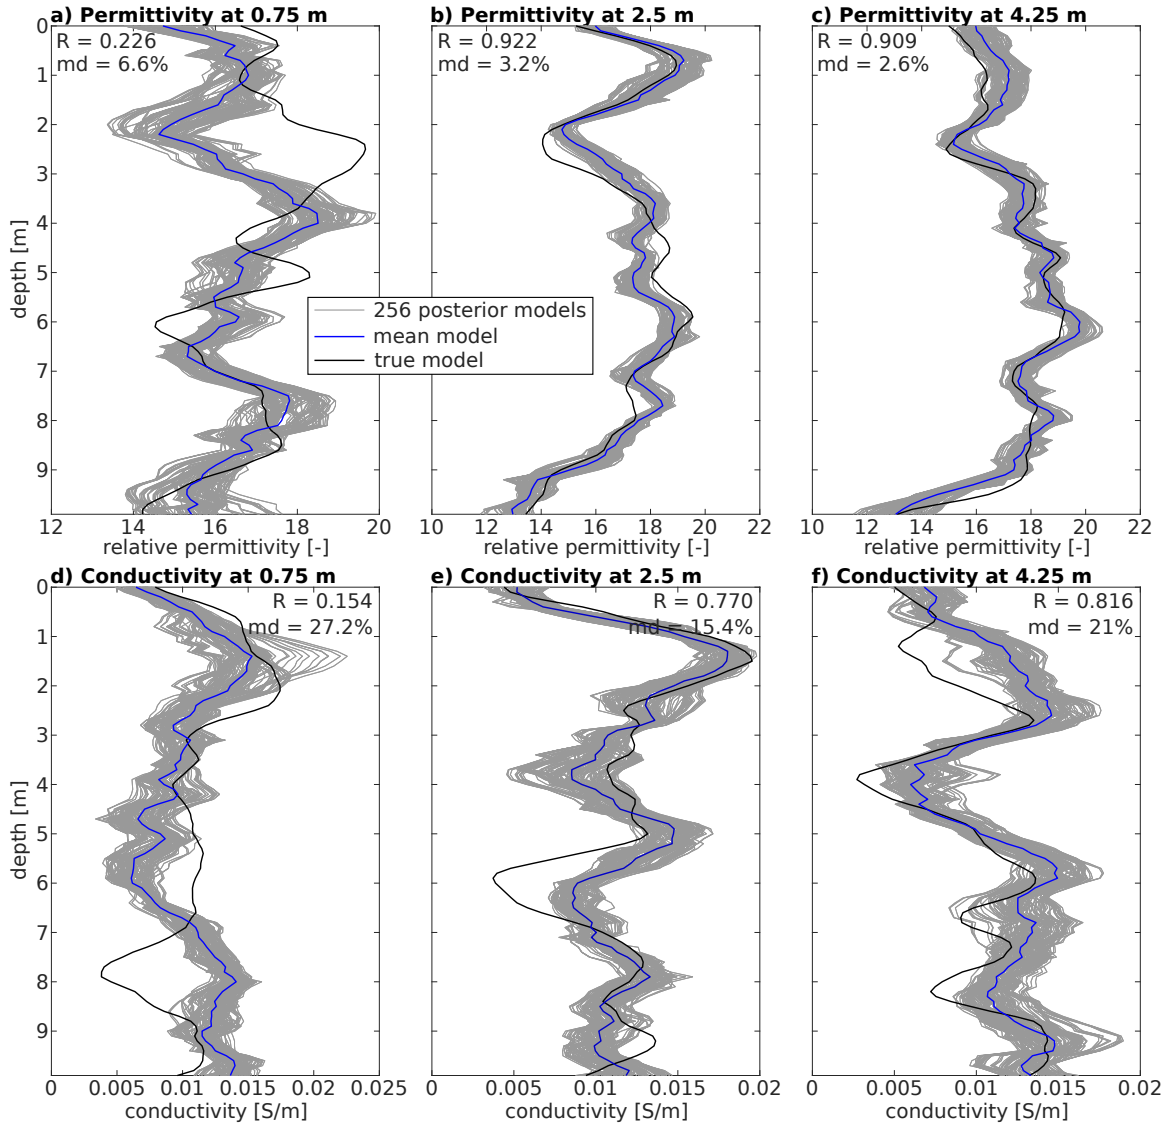 a) Permittivity at 0.75 m
b) Permittivity at 2.5 m
c) Permittivity at 4.25 m
R = 0.226
md = 6.6%
R = 0.922
md = 3.2%
R = 0.909
md = 2.6%
0
1
2
3
4
5
6
7
8
9
depth [m]
256 posterior models
mean model
true model
12 14 16 18 20
10 12 14 16 18 20 22
10 12 14 16 18 20 22
relative permittivity [-]
relative permittivity [-]
relative permittivity [-]
d) Conductivity at 0.75 m
e) Conductivity at 2.5 m
f) Conductivity at 4.25 m
R = 0.154
md = 27.2%
R = 0.770
md = 15.4%
R = 0.816
md = 21%
0
1
2
3
4
5
6
7
8
9
depth [m]
0 0.005 0.01 0.015 0.02 0.025
0 0.005 0.01 0.015 0.02
0 0.005 0.01 0.015 0.02
conductivity [S/m]
conductivity [S/m]
conductivity [S/m]